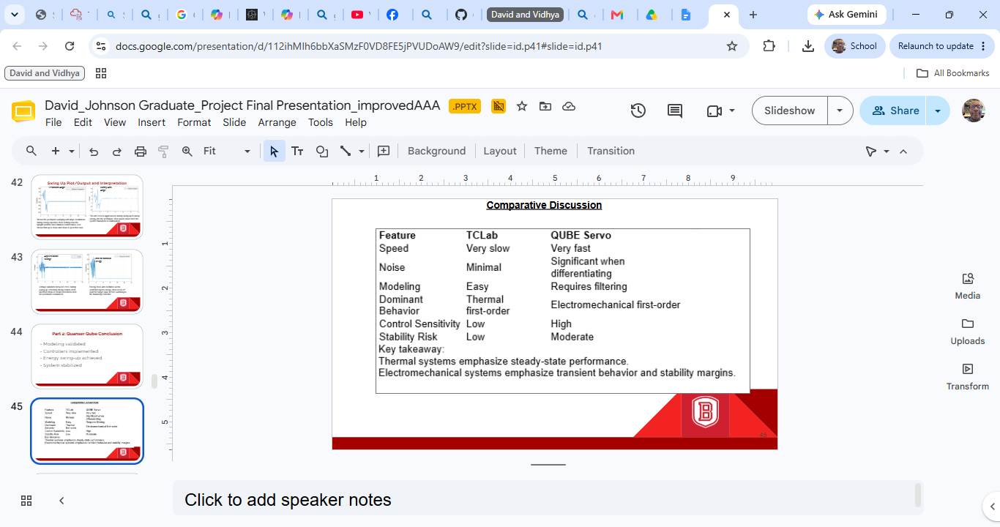 David and Vidhya
Ask Gemini
docs.google.com/presentation/d/112ihMIh6bbXaSMzF0VD8FE5jPVUDoAW9/edit?slide=id.p41#slide=id.p41
School
Relaunch to update
David and Vidhya
All Bookmarks
David_Johnson Graduate_Project Final Presentation_improvedAAA
.PPTX
File Edit View Insert Format Slide Arrange Tools Help
Slideshow
Share
Fit
Background
Layout
Theme
Transition
42
Swing Up Plot/Output and Interpretation
43
44
Part 2: Quanser Qube Conclusion
- Modeling validated
- Controllers implemented
- Energy swing-up achieved
- System stabilized
45
1 2 3 4 5 6 7 8 9
1
2
3
4
5
Comparative Discussion
Feature TCLab QUBE Servo
Speed Very slow Very fast
Noise Minimal Significant when differentiating
Modeling Easy Requires filtering
Dominant Behavior Thermal first-order Electromechanical first-order
Control Sensitivity Low High
Stability Risk Low Moderate
Key takeaway:
Thermal systems emphasize steady-state performance.
Electromechanical systems emphasize transient behavior and stability margins.
B
45
Media
Uploads
Transform
Click to add speaker notes